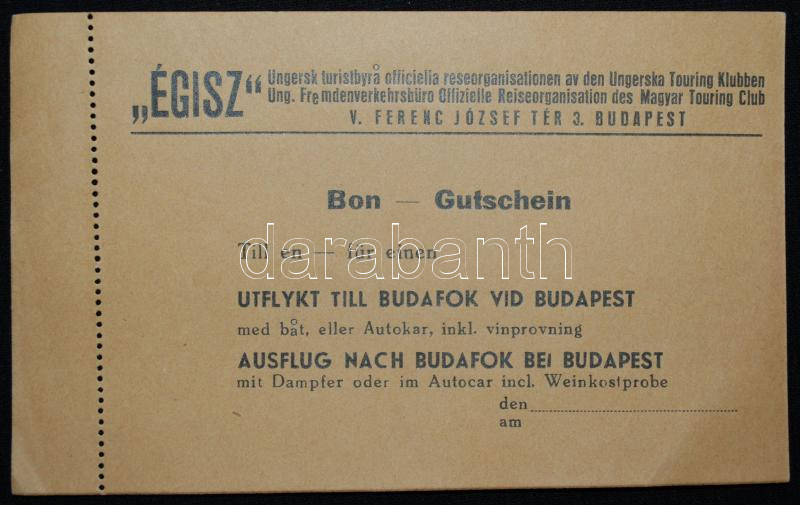 „ÉGISZ“
Ungersk turistbyrå officiella reseorganisationen av den Ungerska Touring Klubben
Ung. Fremdenverkehrsbüro Offizielle Reiseorganisation des Magyar Touring Club
V. FERENC JÓZSEF TÉR 3. BUDAPEST
Bon — Gutschein
darabanth
Till en — für einen
UTFLYKT TILL BUDAFOK VID BUDAPEST
med båt, eller Autokar, inkl. vinprovning
AUSFLUG NACH BUDAFOK BEI BUDAPEST
mit Dampfer oder im Autocar incl. Weinkostprobe
den
am